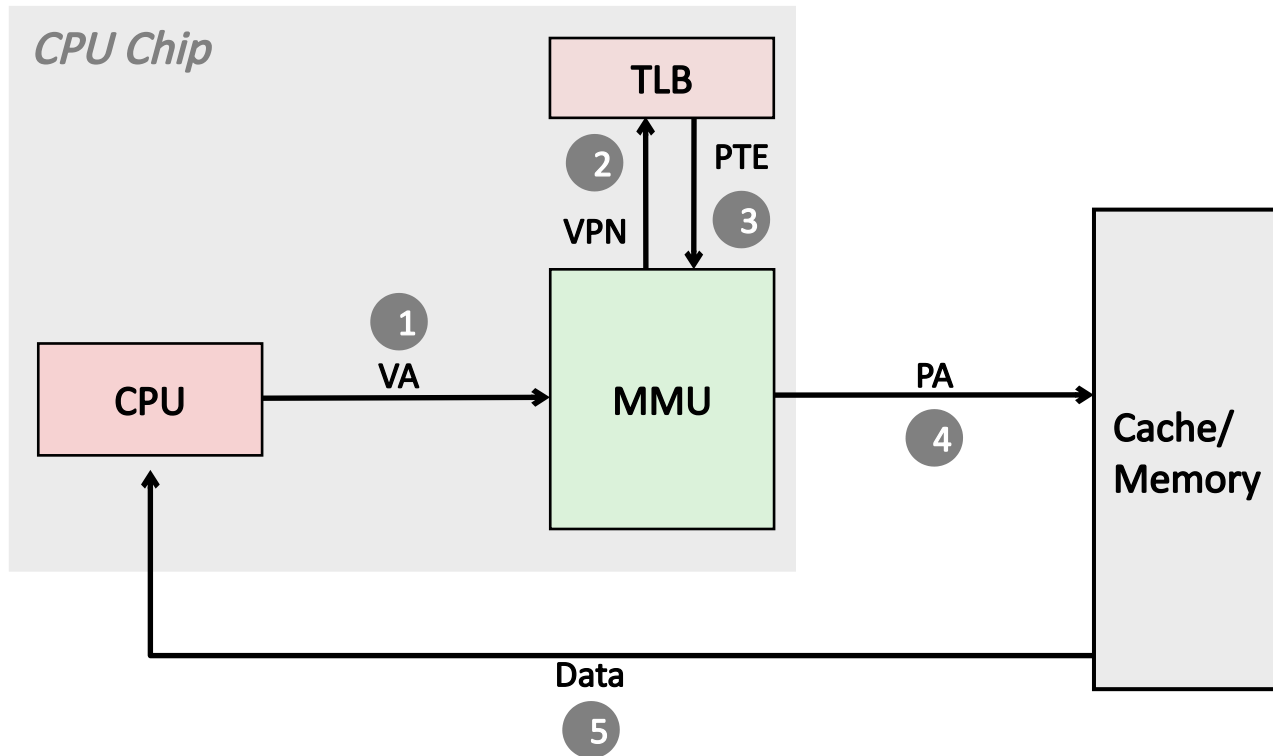 CPU Chip
TLB
2
PTE
3
VPN
1
VA
CPU
MMU
PA
4
Cache/
Memory
Data
5